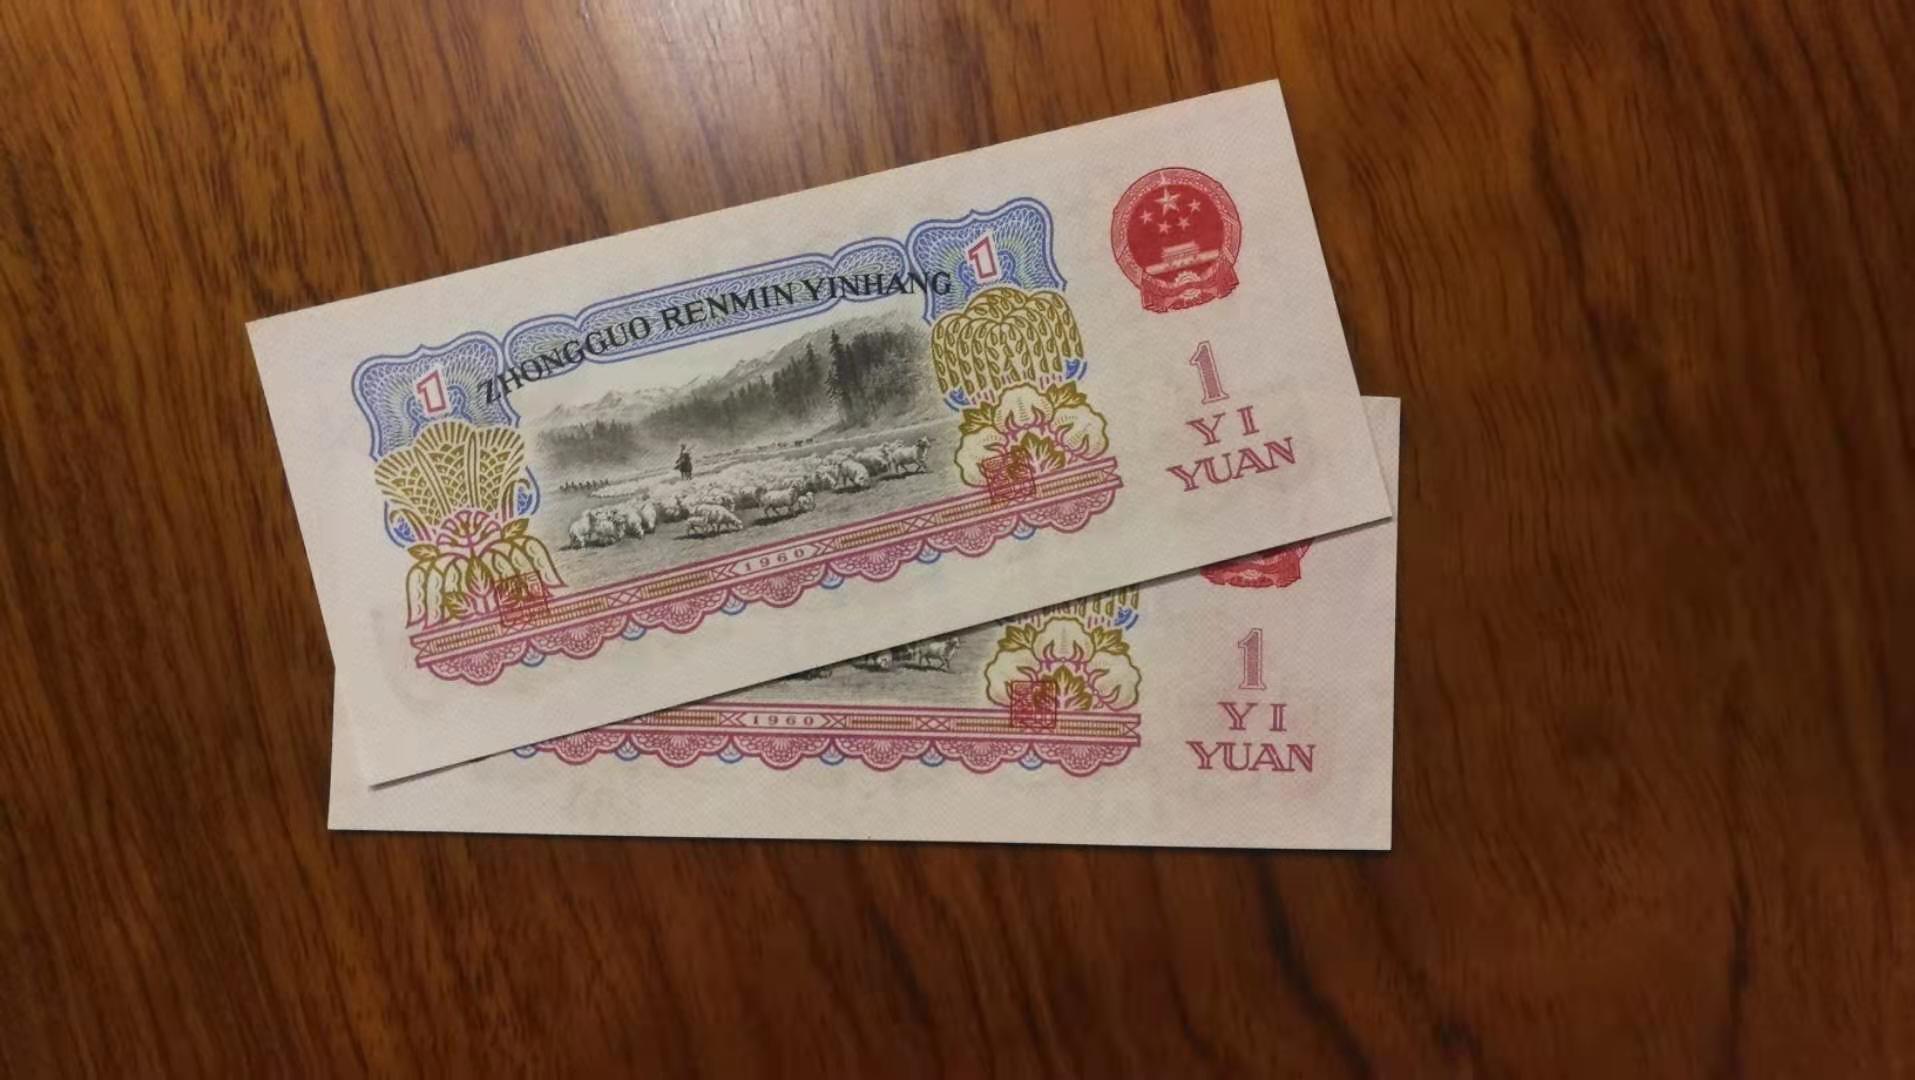 ZHONGGUO RENMIN YINHANG
1
1
1
YI
YUAN
1960
1
YI
YUAN
1960